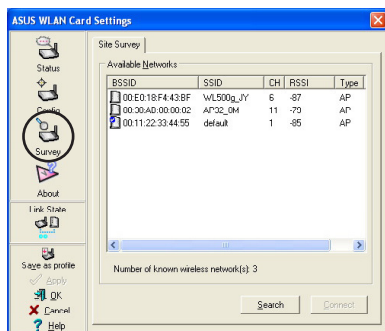 ASUS WLAN Card Settings
Status
Config
Survey
About
Link State
Save as profile
Apply
OK
Cancel
Help
Site Survey
Available Networks
BSSID SSID CH RSSI Type
00:E0:18:F4:43:BF WL500g_JY 6 -87 AP
00:30:AD:00:00:02 AP32_0M 11 -79 AP
00:11:22:33:44:55 default 1 -85 AP
Number of known wireless network(s): 3
Search Connect